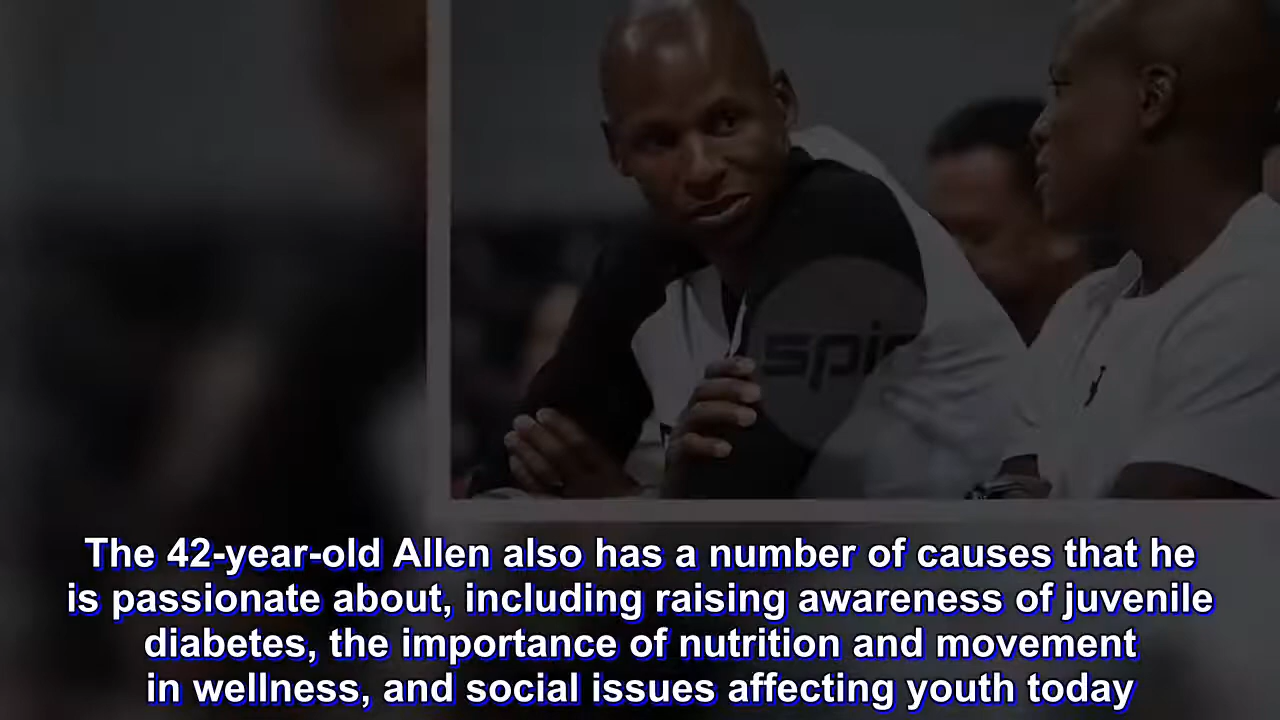 spin
The 42-year-old Allen also has a number of causes that he
is passionate about, including raising awareness of juvenile
diabetes, the importance of nutrition and movement
in wellness, and social issues affecting youth today